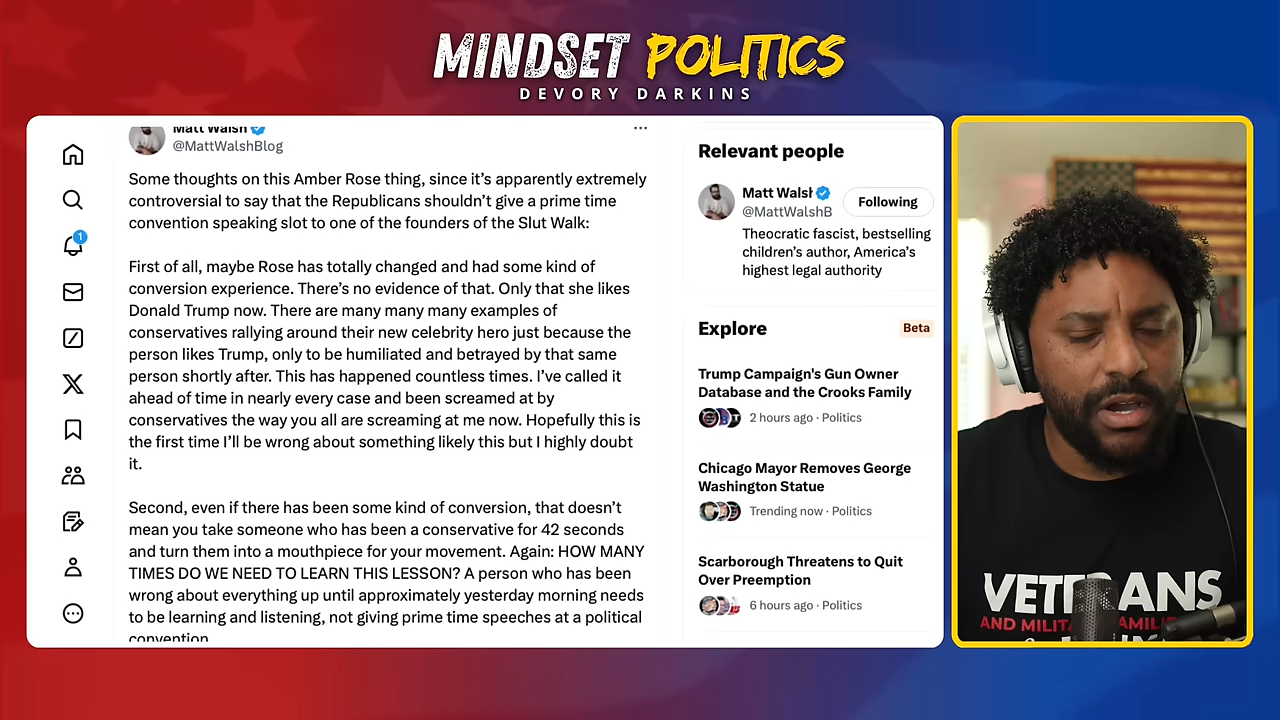 MINDSET POLITICS
DEVORY DARKINS
Matt Walsh
@MattWalshBlog
Some thoughts on this Amber Rose thing, since it's apparently extremely
controversial to say that the Republicans shouldn't give a prime time
convention speaking slot to one of the founders of the Slut Walk:
First of all, maybe Rose has totally changed and had some kind of
conversion experience. There's no evidence of that. Only that she likes
Donald Trump now. There are many many many examples of
conservatives rallying around their new celebrity hero just because the
person likes Trump, only to be humiliated and betrayed by that same
person shortly after. This has happened countless times. I've called it
ahead of time in nearly every case and been screamed at by
conservatives the way you all are screaming at me now. Hopefully this is
the first time I'll be wrong about something likely this but I highly doubt
it.
Second, even if there has been some kind of conversion, that doesn't
mean you take someone who has been a conservative for 42 seconds
and turn them into a mouthpiece for your movement. Again: HOW MANY
TIMES DO WE NEED TO LEARN THIS LESSON? A person who has been
wrong about everything up until approximately yesterday morning needs
to be learning and listening, not giving prime time speeches at a political
convention
1
Relevant people
Matt Walsh
@MattWalshB
Following
Theocratic fascist, bestselling
children's author, America's
highest legal authority
Explore
Beta
Trump Campaign's Gun Owner
Database and the Crooks Family
2 hours ago · Politics
Chicago Mayor Removes George
Washington Statue
Trending now · Politics
Scarborough Threatens to Quit
Over Preemption
6 hours ago · Politics
VETERANS
AND MILITARY FAMILIES